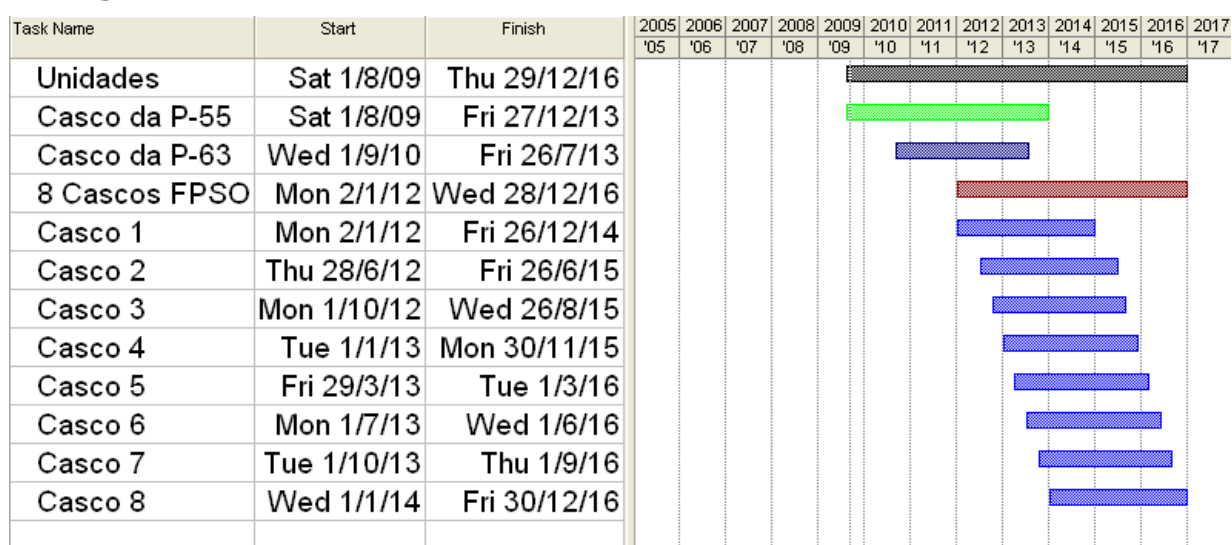 Task Name Start Finish 2005 2006 2007 2008 2009 2010 2011 2012 2013 2014 2015 2016 2017
'05 '06 '07 '08 '09 '10 '11 '12 '13 '14 '15 '16 '17
Unidades Sat 1/8/09 Thu 29/12/16
Casco da P-55 Sat 1/8/09 Fri 27/12/13
Casco da P-63 Wed 1/9/10 Fri 26/7/13
8 Cascos FPSO Mon 2/1/12 Wed 28/12/16
Casco 1 Mon 2/1/12 Fri 26/12/14
Casco 2 Thu 28/6/12 Fri 26/6/15
Casco 3 Mon 1/10/12 Wed 26/8/15
Casco 4 Tue 1/1/13 Mon 30/11/15
Casco 5 Fri 29/3/13 Tue 1/3/16
Casco 6 Mon 1/7/13 Wed 1/6/16
Casco 7 Tue 1/10/13 Thu 1/9/16
Casco 8 Wed 1/1/14 Fri 30/12/16